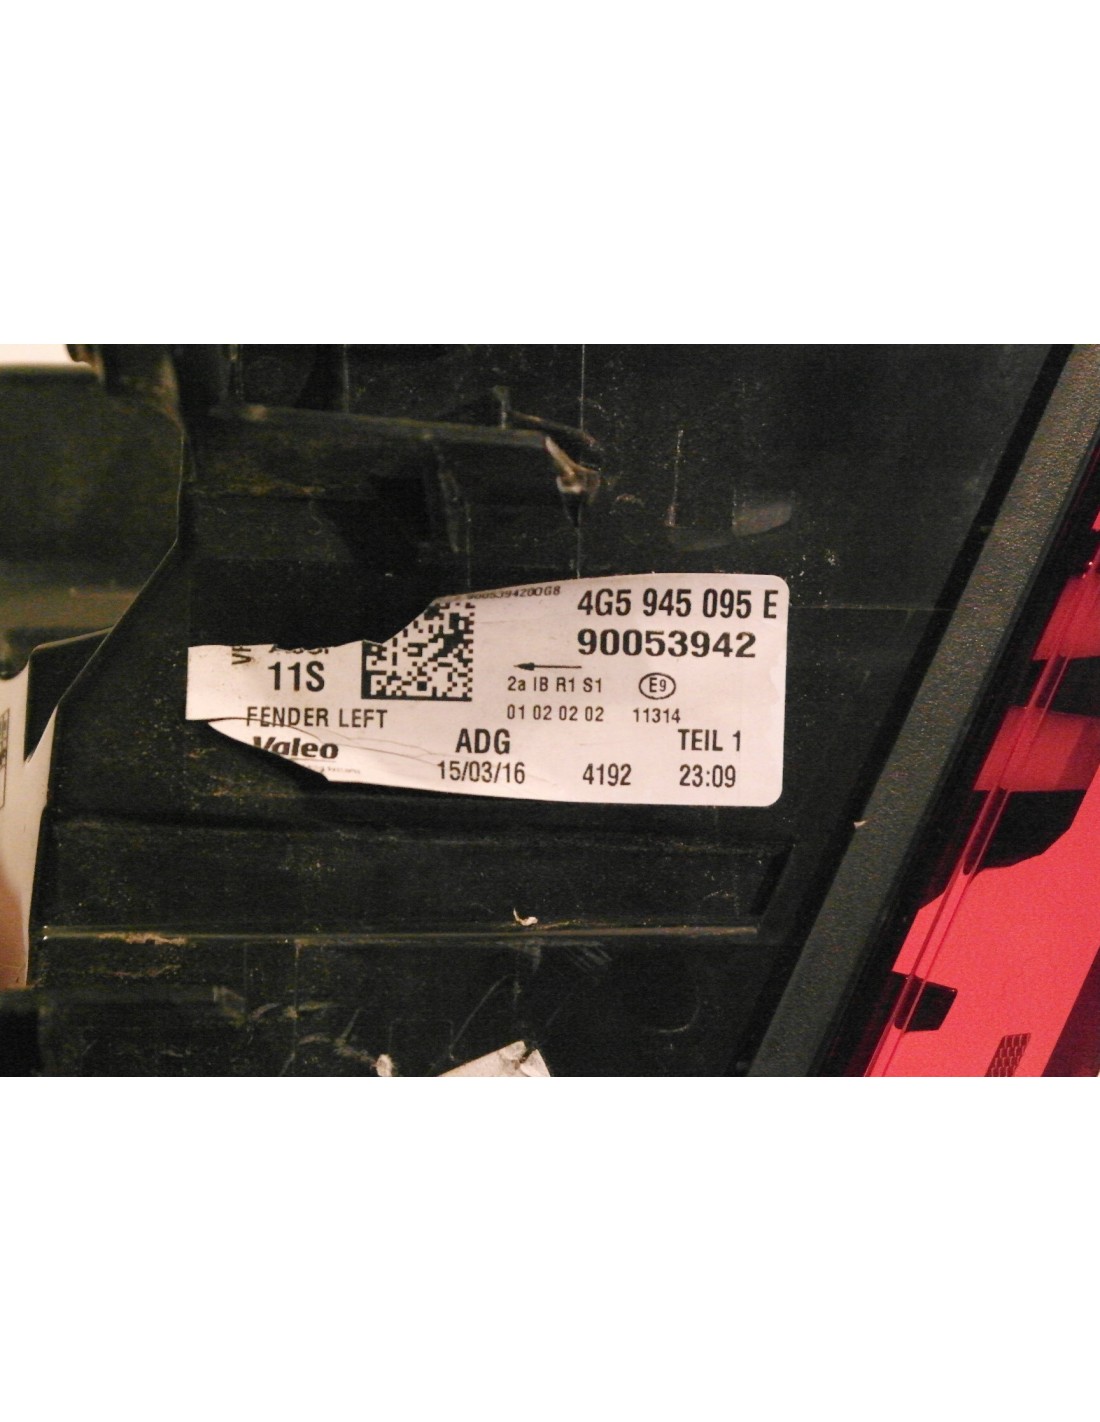 9005394200G8
4G5 945 095 E
90053942
11S
2a IB R1 S1
E9
FENDER LEFT
01 02 02 02
11314
Valeo
ADG
TEIL 1
15/03/16
4192
23:09